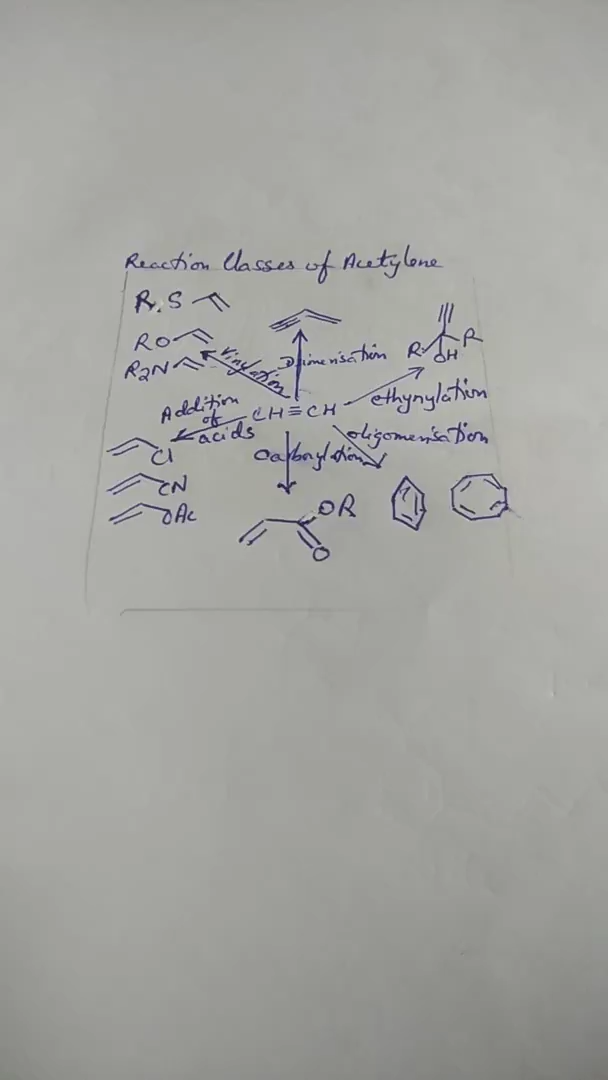 Reaction Classes of Acetylene
R.S
RO
R2N
Vinylation
Dimerisation
R R
OH
ethynylation
Addition of acids
CH≡CH
oligomerisation
Carbonylation
Cl
CN
OAc
OR
O